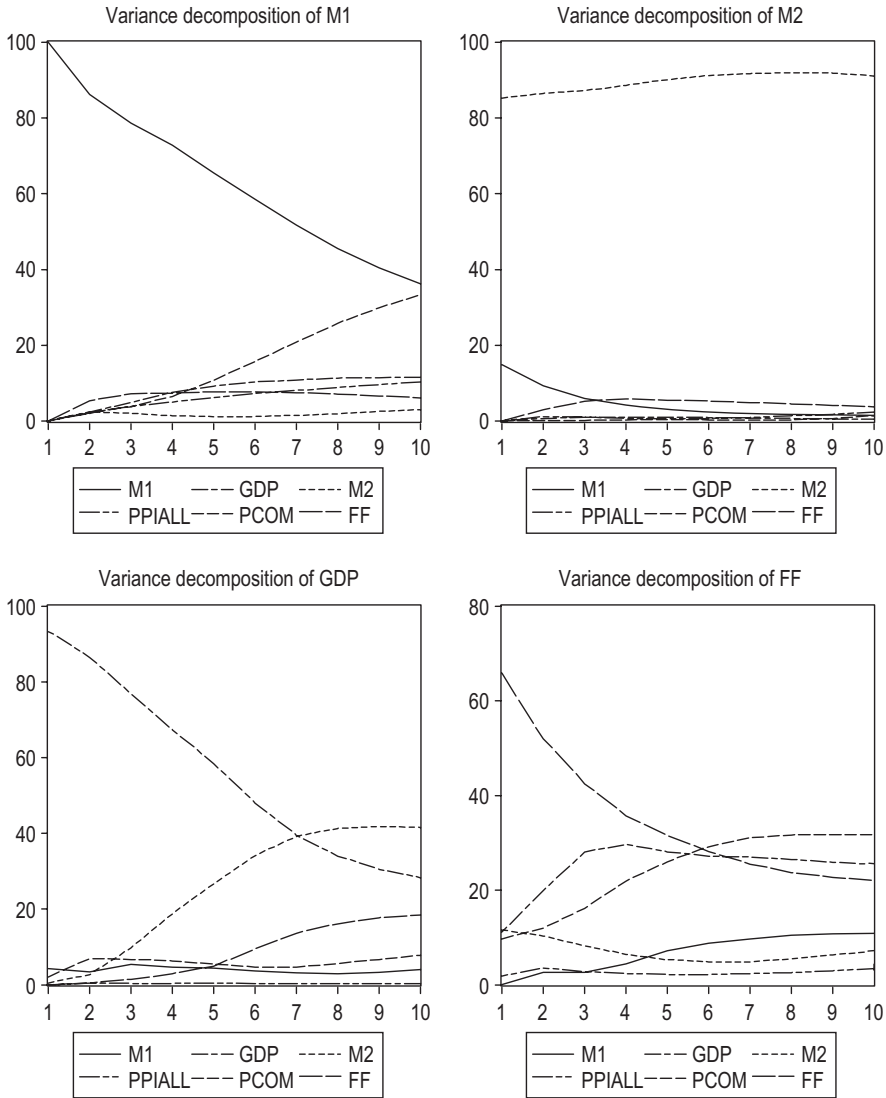 Variance decomposition of M1
100
80
60
40
20
0
1 2 3 4 5 6 7 8 9 10
M1 GDP M2
PPIALL PCOM FF
Variance decomposition of M2
100
80
60
40
20
0
1 2 3 4 5 6 7 8 9 10
M1 GDP M2
PPIALL PCOM FF
Variance decomposition of GDP
100
80
60
40
20
0
1 2 3 4 5 6 7 8 9 10
M1 GDP M2
PPIALL PCOM FF
Variance decomposition of FF
80
60
40
20
0
1 2 3 4 5 6 7 8 9 10
M1 GDP M2
PPIALL PCOM FF